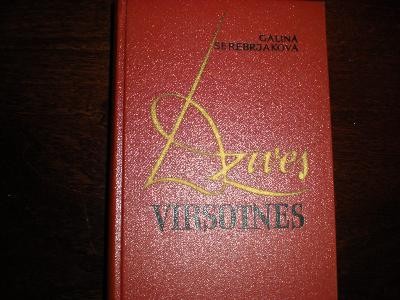 GALINA
SEREBRJAKOVA
Dzīves
VIRSOTNES